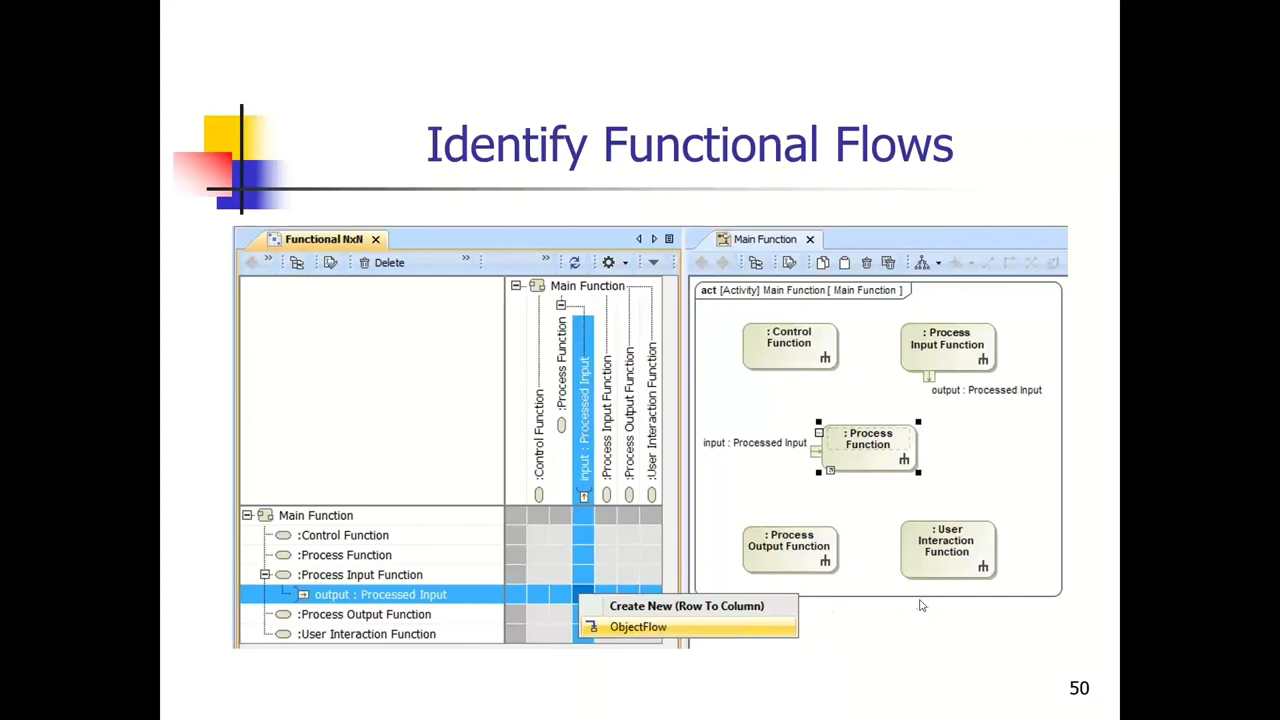 Identify Functional Flows
Functional NxN
Delete
Main Function
:Control Function
:Process Function
input : Processed Input
:Process Input Function
:Process Output Function
:User Interaction Function
Main Function
:Control Function
:Process Function
:Process Input Function
output : Processed Input
:Process Output Function
:User Interaction Function
Create New (Row To Column)
ObjectFlow
Main Function
act [Activity] Main Function [ Main Function ]
: Control
Function
: Process
Input Function
output : Processed Input
input : Processed Input
: Process
Function
: Process
Output Function
: User
Interaction
Function
50